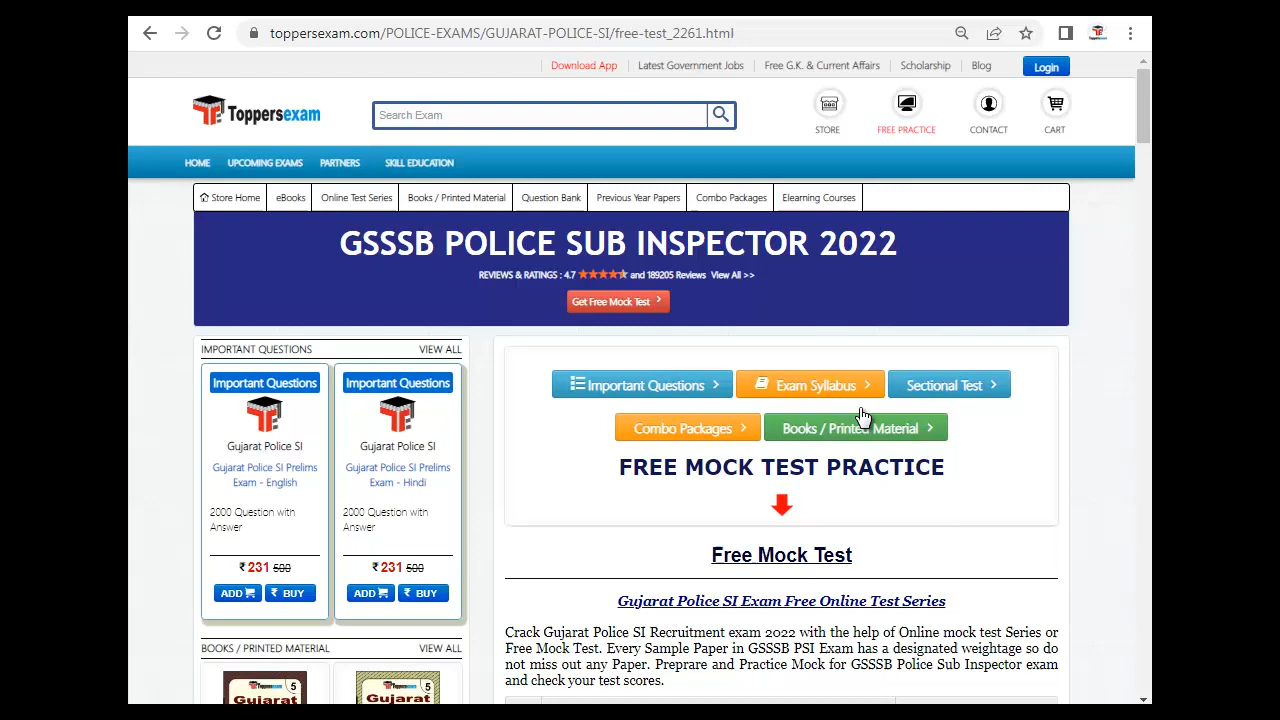 toppersexam.com/POLICE-EXAMS/GUJARAT-POLICE-SI/free-test_2261.html
Download App
Latest Government Jobs
Free G.K. & Current Affairs
Scholarship
Blog
Login
Toppersexam
Search Exam
STORE
FREE PRACTICE
CONTACT
CART
HOME
UPCOMING EXAMS
PARTNERS
SKILL EDUCATION
Store Home
eBooks
Online Test Series
Books / Printed Material
Question Bank
Previous Year Papers
Combo Packages
Elearning Courses
GSSSB POLICE SUB INSPECTOR 2022
REVIEWS & RATINGS : 4.7 and 189205 Reviews View All >>
Get Free Mock Test
IMPORTANT QUESTIONS
VIEW ALL
Important Questions
Gujarat Police SI
Gujarat Police SI Prelims
Exam - English
2000 Question with
Answer
₹ 231 500
ADD
₹ BUY
Important Questions
Gujarat Police SI
Gujarat Police SI Prelims
Exam - Hindi
2000 Question with
Answer
₹ 231 500
ADD
₹ BUY
BOOKS / PRINTED MATERIAL
VIEW ALL
Toppersexam 5
Gujarat
Toppersexam 5
Gujarat
Important Questions
Exam Syllabus
Sectional Test
Combo Packages
Books / Printed Material
FREE MOCK TEST PRACTICE
Free Mock Test
Gujarat Police SI Exam Free Online Test Series
Crack Gujarat Police SI Recruitment exam 2022 with the help of Online mock test Series or
Free Mock Test. Every Sample Paper in GSSSB PSI Exam has a designated weightage so do
not miss out any Paper. Preprare and Practice Mock for GSSSB Police Sub Inspector exam
and check your test scores.